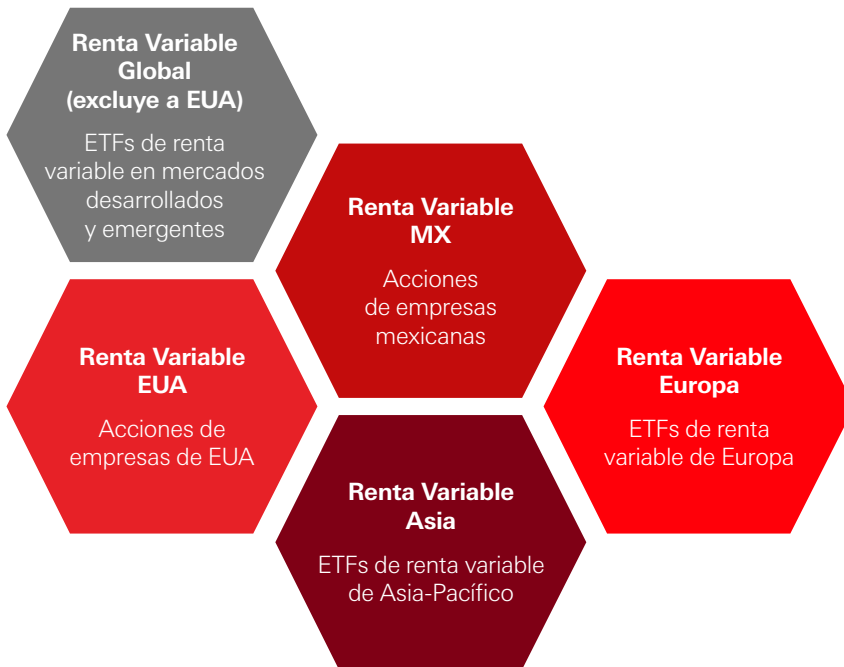 Renta Variable
Global
(excluye a EUA)
ETFs de renta
variable en mercados
desarrollados
y emergentes
Renta Variable
MX
Acciones
de empresas
mexicanas
Renta Variable
EUA
Acciones de
empresas de EUA
Renta Variable
Europa
ETFs de renta
variable de Europa
Renta Variable
Asia
ETFs de renta variable
de Asia-Pacífico